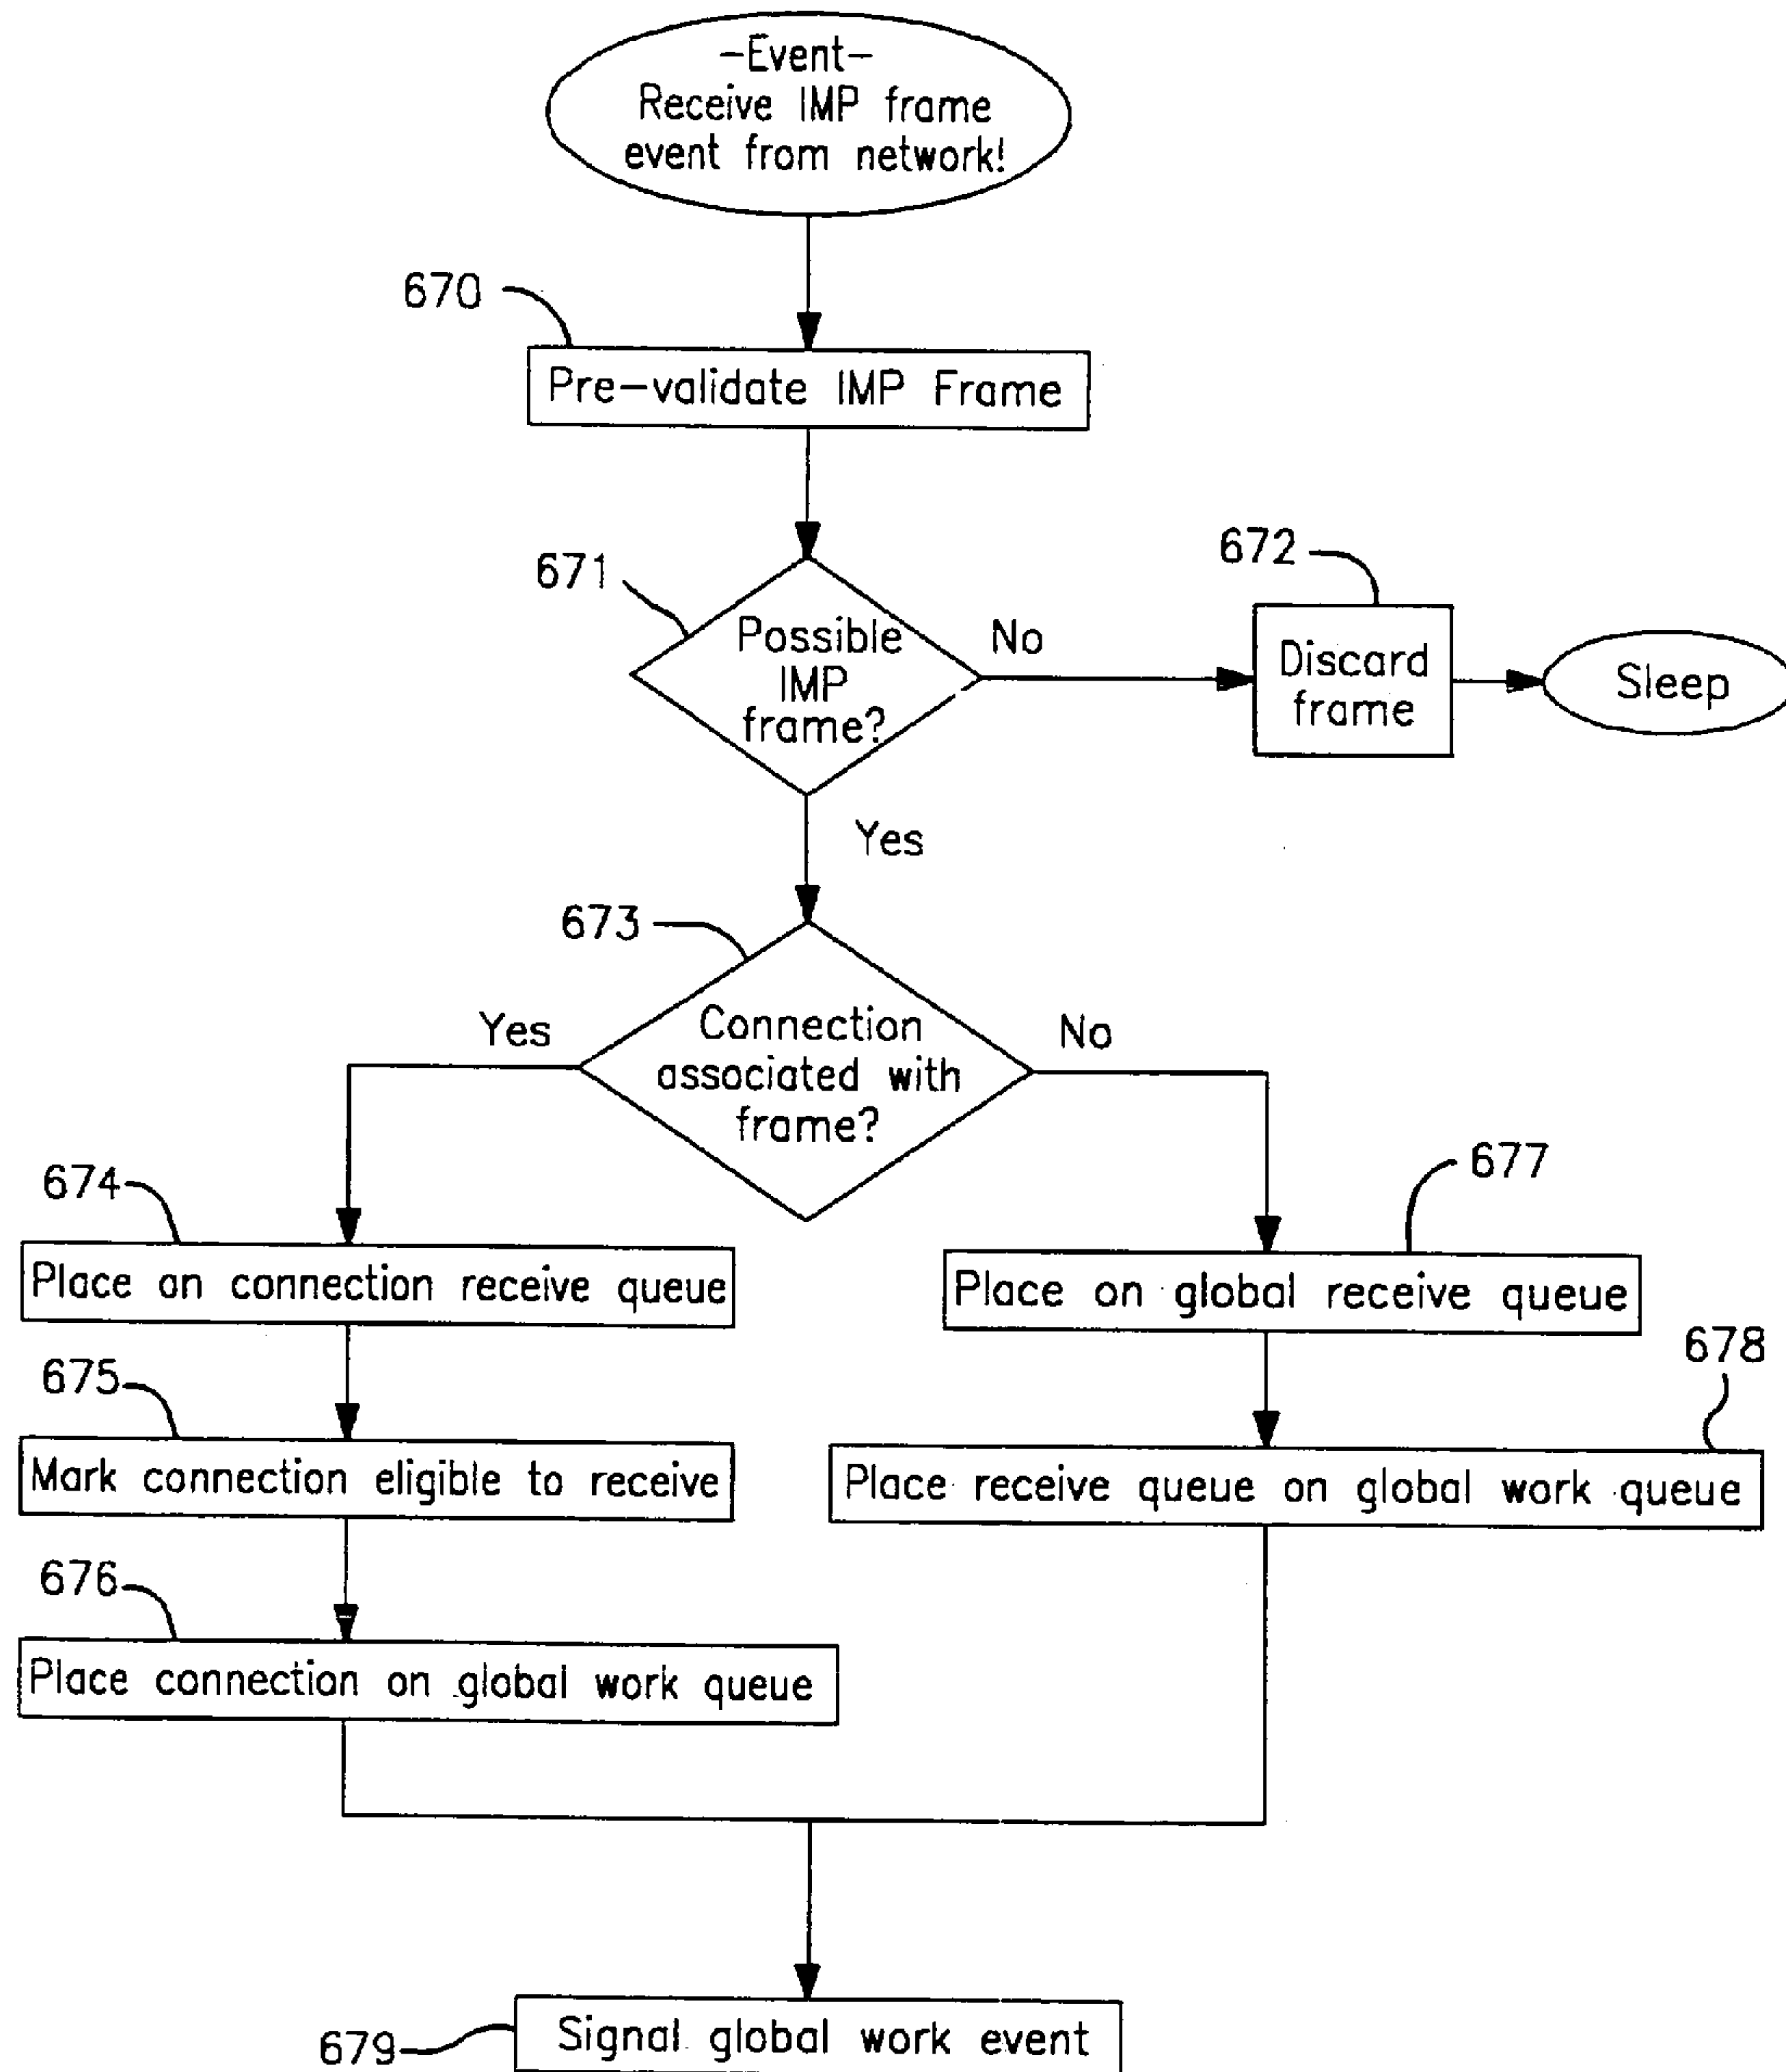 -Event-
Receive IMP frame
event from network!
670
Pre-validate IMP Frame
671
Possible
IMP
frame?
No
672
Discard
frame
Sleep
Yes
673
Connection
associated with
frame?
Yes
No
674
Place on connection receive queue
677
Place on global receive queue
675
Mark connection eligible to receive
678
Place receive queue on global work queue
676
Place connection on global work queue
679
Signal global work event